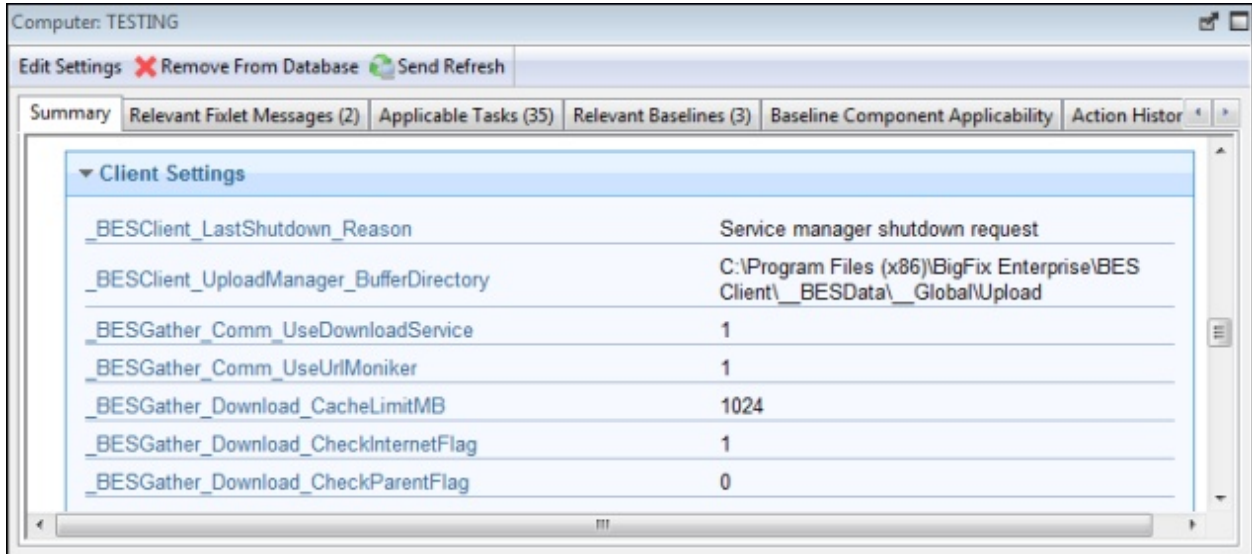 Computer: TESTING
Edit Settings Remove From Database Send Refresh
Summary Relevant Fixlet Messages (2) Applicable Tasks (35) Relevant Baselines (3) Baseline Component Applicability Action Histor
Client Settings
_BESClient_LastShutdown_Reason Service manager shutdown request
_BESClient_UploadManager_BufferDirectory C:\Program Files (x86)\BigFix Enterprise\BES
Client\__BESData\__Global\Upload
_BESGather_Comm_UseDownloadService 1
_BESGather_Comm_UseUrlMoniker 1
_BESGather_Download_CacheLimitMB 1024
_BESGather_Download_CheckInternetFlag 1
_BESGather_Download_CheckParentFlag 0